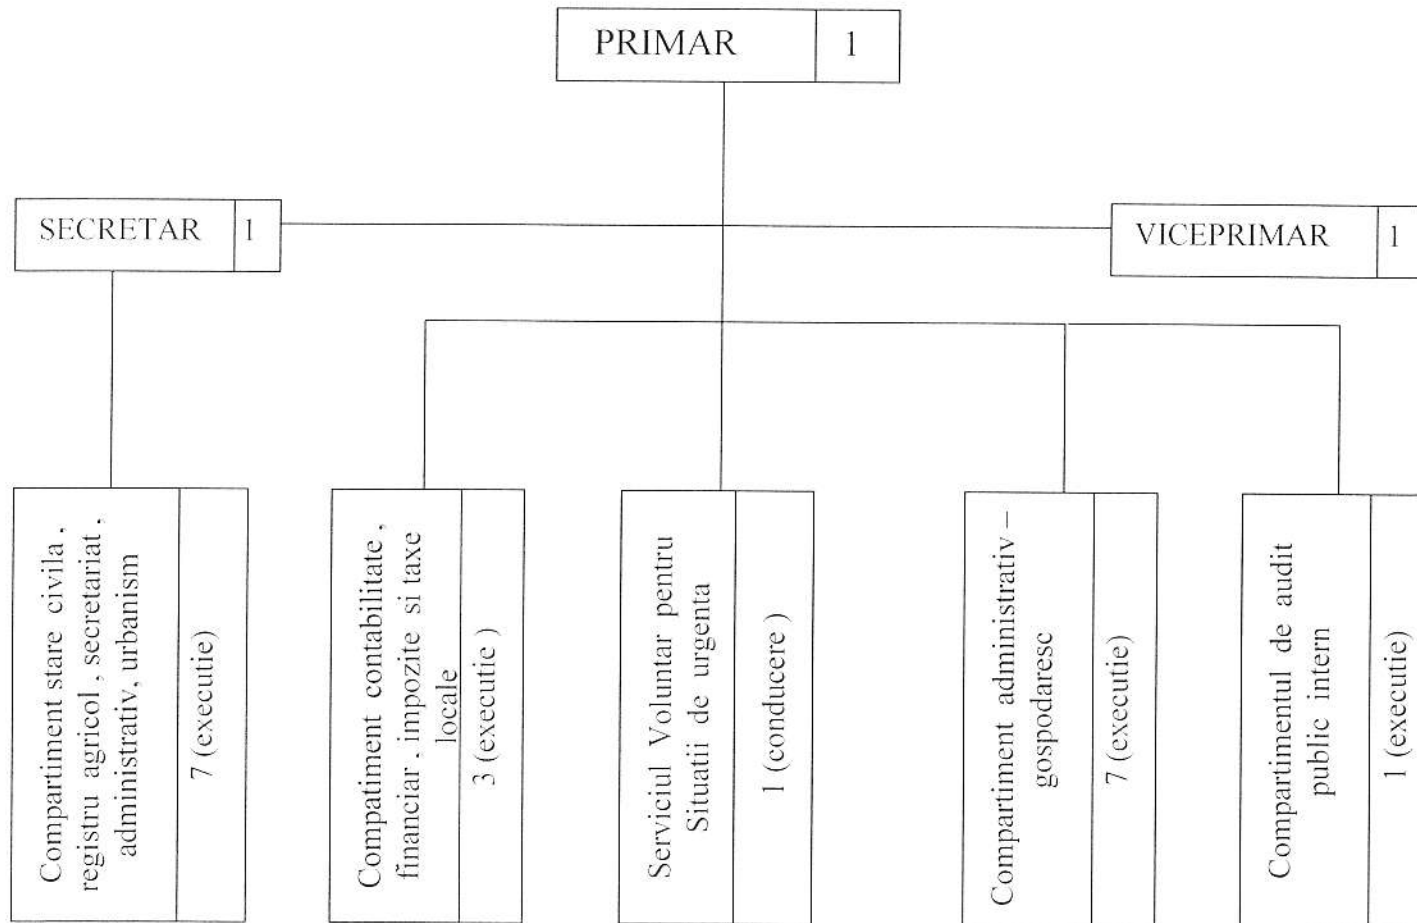 PRIMAR 1
SECRETAR 1
VICEPRIMAR 1
Compartiment stare civila ,
registru agricol , secretariat ,
administrativ, urbanism
7 (executie)
Compatiment contabilitate ,
financiar , impozite si taxe
locale
3 (executie )
Serviciul Voluntar pentru
Situatii de urgenta
1 (conducere )
Compartiment administrativ –
gospodaresc
7 (executie)
Compartimentul de audit
public intern
1 (executie)